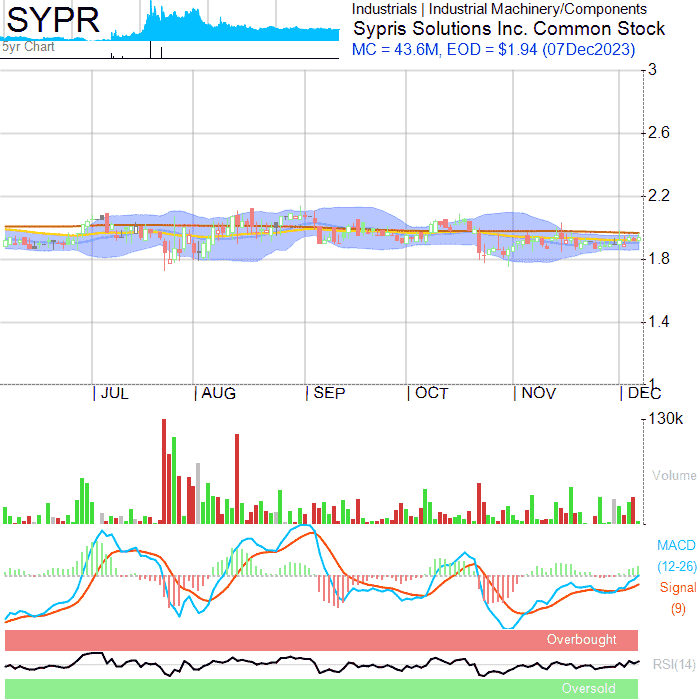 SYPR
5yr Chart
Industrials | Industrial Machinery/Components
Sypris Solutions Inc. Common Stock
MC = 43.6M, EOD = $1.94 (07Dec2023)
3
2.6
2.2
1.8
1.4
1
JUL AUG SEP OCT NOV DEC
130k
Volume
MACD
(12-26)
Signal
(9)
Overbought
RSI(14)
Oversold